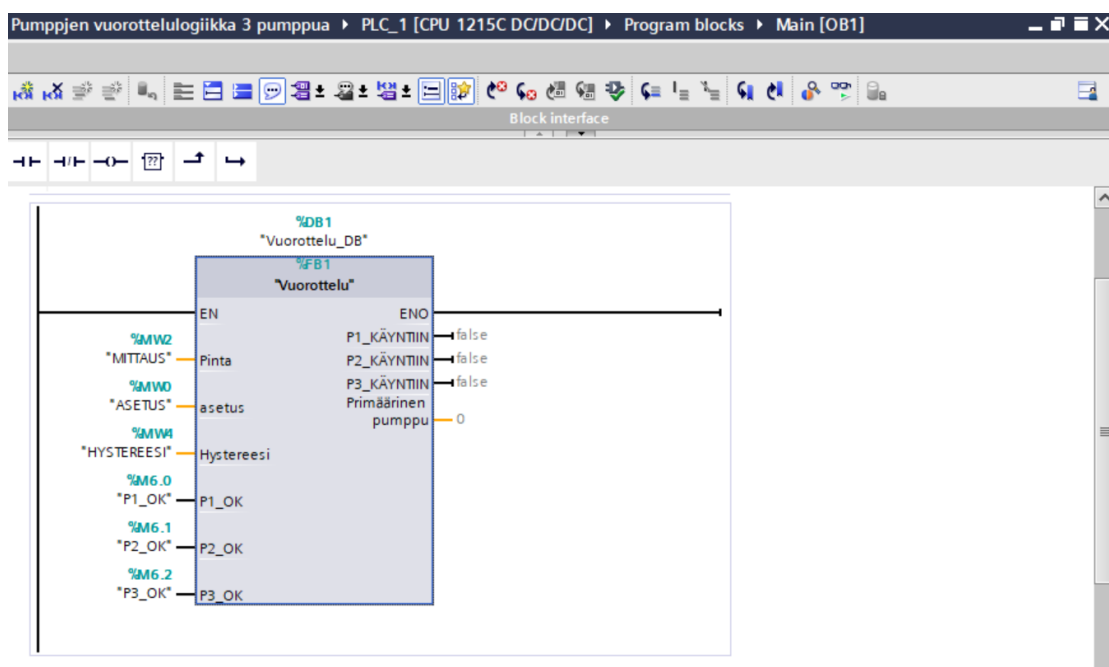 Pumppjen vuorottelulogiikka 3 pumppua ▸ PLC_1 [CPU 1215C DC/DC/DC] ▸ Program blocks ▸ Main [OB1]
Block interface
??
%DB1
"Vuorottelu_DB"
%FB1
"Vuorottelu"
EN ENO
%MW2
"MITTAUS" Pinta
P1_KÄYNTIIN false
P2_KÄYNTIIN false
%MW0
"ASETUS" asetus
P3_KÄYNTIIN false
Primäärinen
pumppu 0
%MW4
"HYSTEREESI" Hystereesi
%M6.0
"P1_OK" P1_OK
%M6.1
"P2_OK" P2_OK
%M6.2
"P3_OK" P3_OK